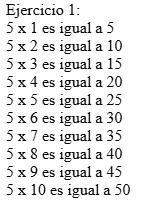 Ejercicio 1:
5 x 1 es igual a 5
5 x 2 es igual a 10
5 x 3 es igual a 15
5 x 4 es igual a 20
5 x 5 es igual a 25
5 x 6 es igual a 30
5 x 7 es igual a 35
5 x 8 es igual a 40
5 x 9 es igual a 45
5 x 10 es igual a 50